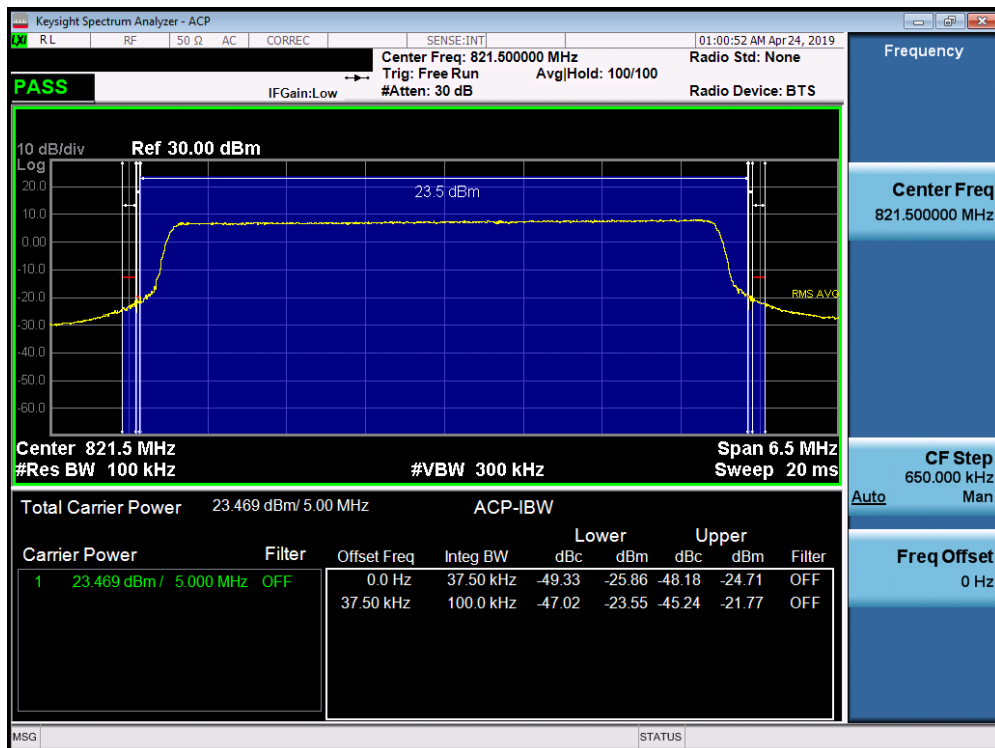 Keysight Spectrum Analyzer - ACP
LXI RL RF 50 Ω AC CORREC SENSE:INT 01:00:52 AM Apr 24, 2019
Center Freq: 821.500000 MHz Radio Std: None
Trig: Free Run Avg|Hold: 100/100
PASS IFGain:Low #Atten: 30 dB Radio Device: BTS
Frequency
10 dB/div Ref 30.00 dBm
Log
20.0
10.0
0.00
-10.0
-20.0
-30.0
-40.0
-50.0
-60.0
23.5 dBm
RMS AVG
Center 821.5 MHz Span 6.5 MHz
#Res BW 100 kHz #VBW 300 kHz Sweep 20 ms
Total Carrier Power 23.469 dBm/ 5.00 MHz ACP-IBW
Lower Upper
Carrier Power Filter Offset Freq Integ BW dBc dBm dBc dBm Filter
1 23.469 dBm / 5.000 MHz OFF 0.0 Hz 37.50 kHz -49.33 -25.86 -48.18 -24.71 OFF
37.50 kHz 100.0 kHz -47.02 -23.55 -45.24 -21.77 OFF
Center Freq
821.500000 MHz
CF Step
650.000 kHz
Auto Man
Freq Offset
0 Hz
MSG STATUS